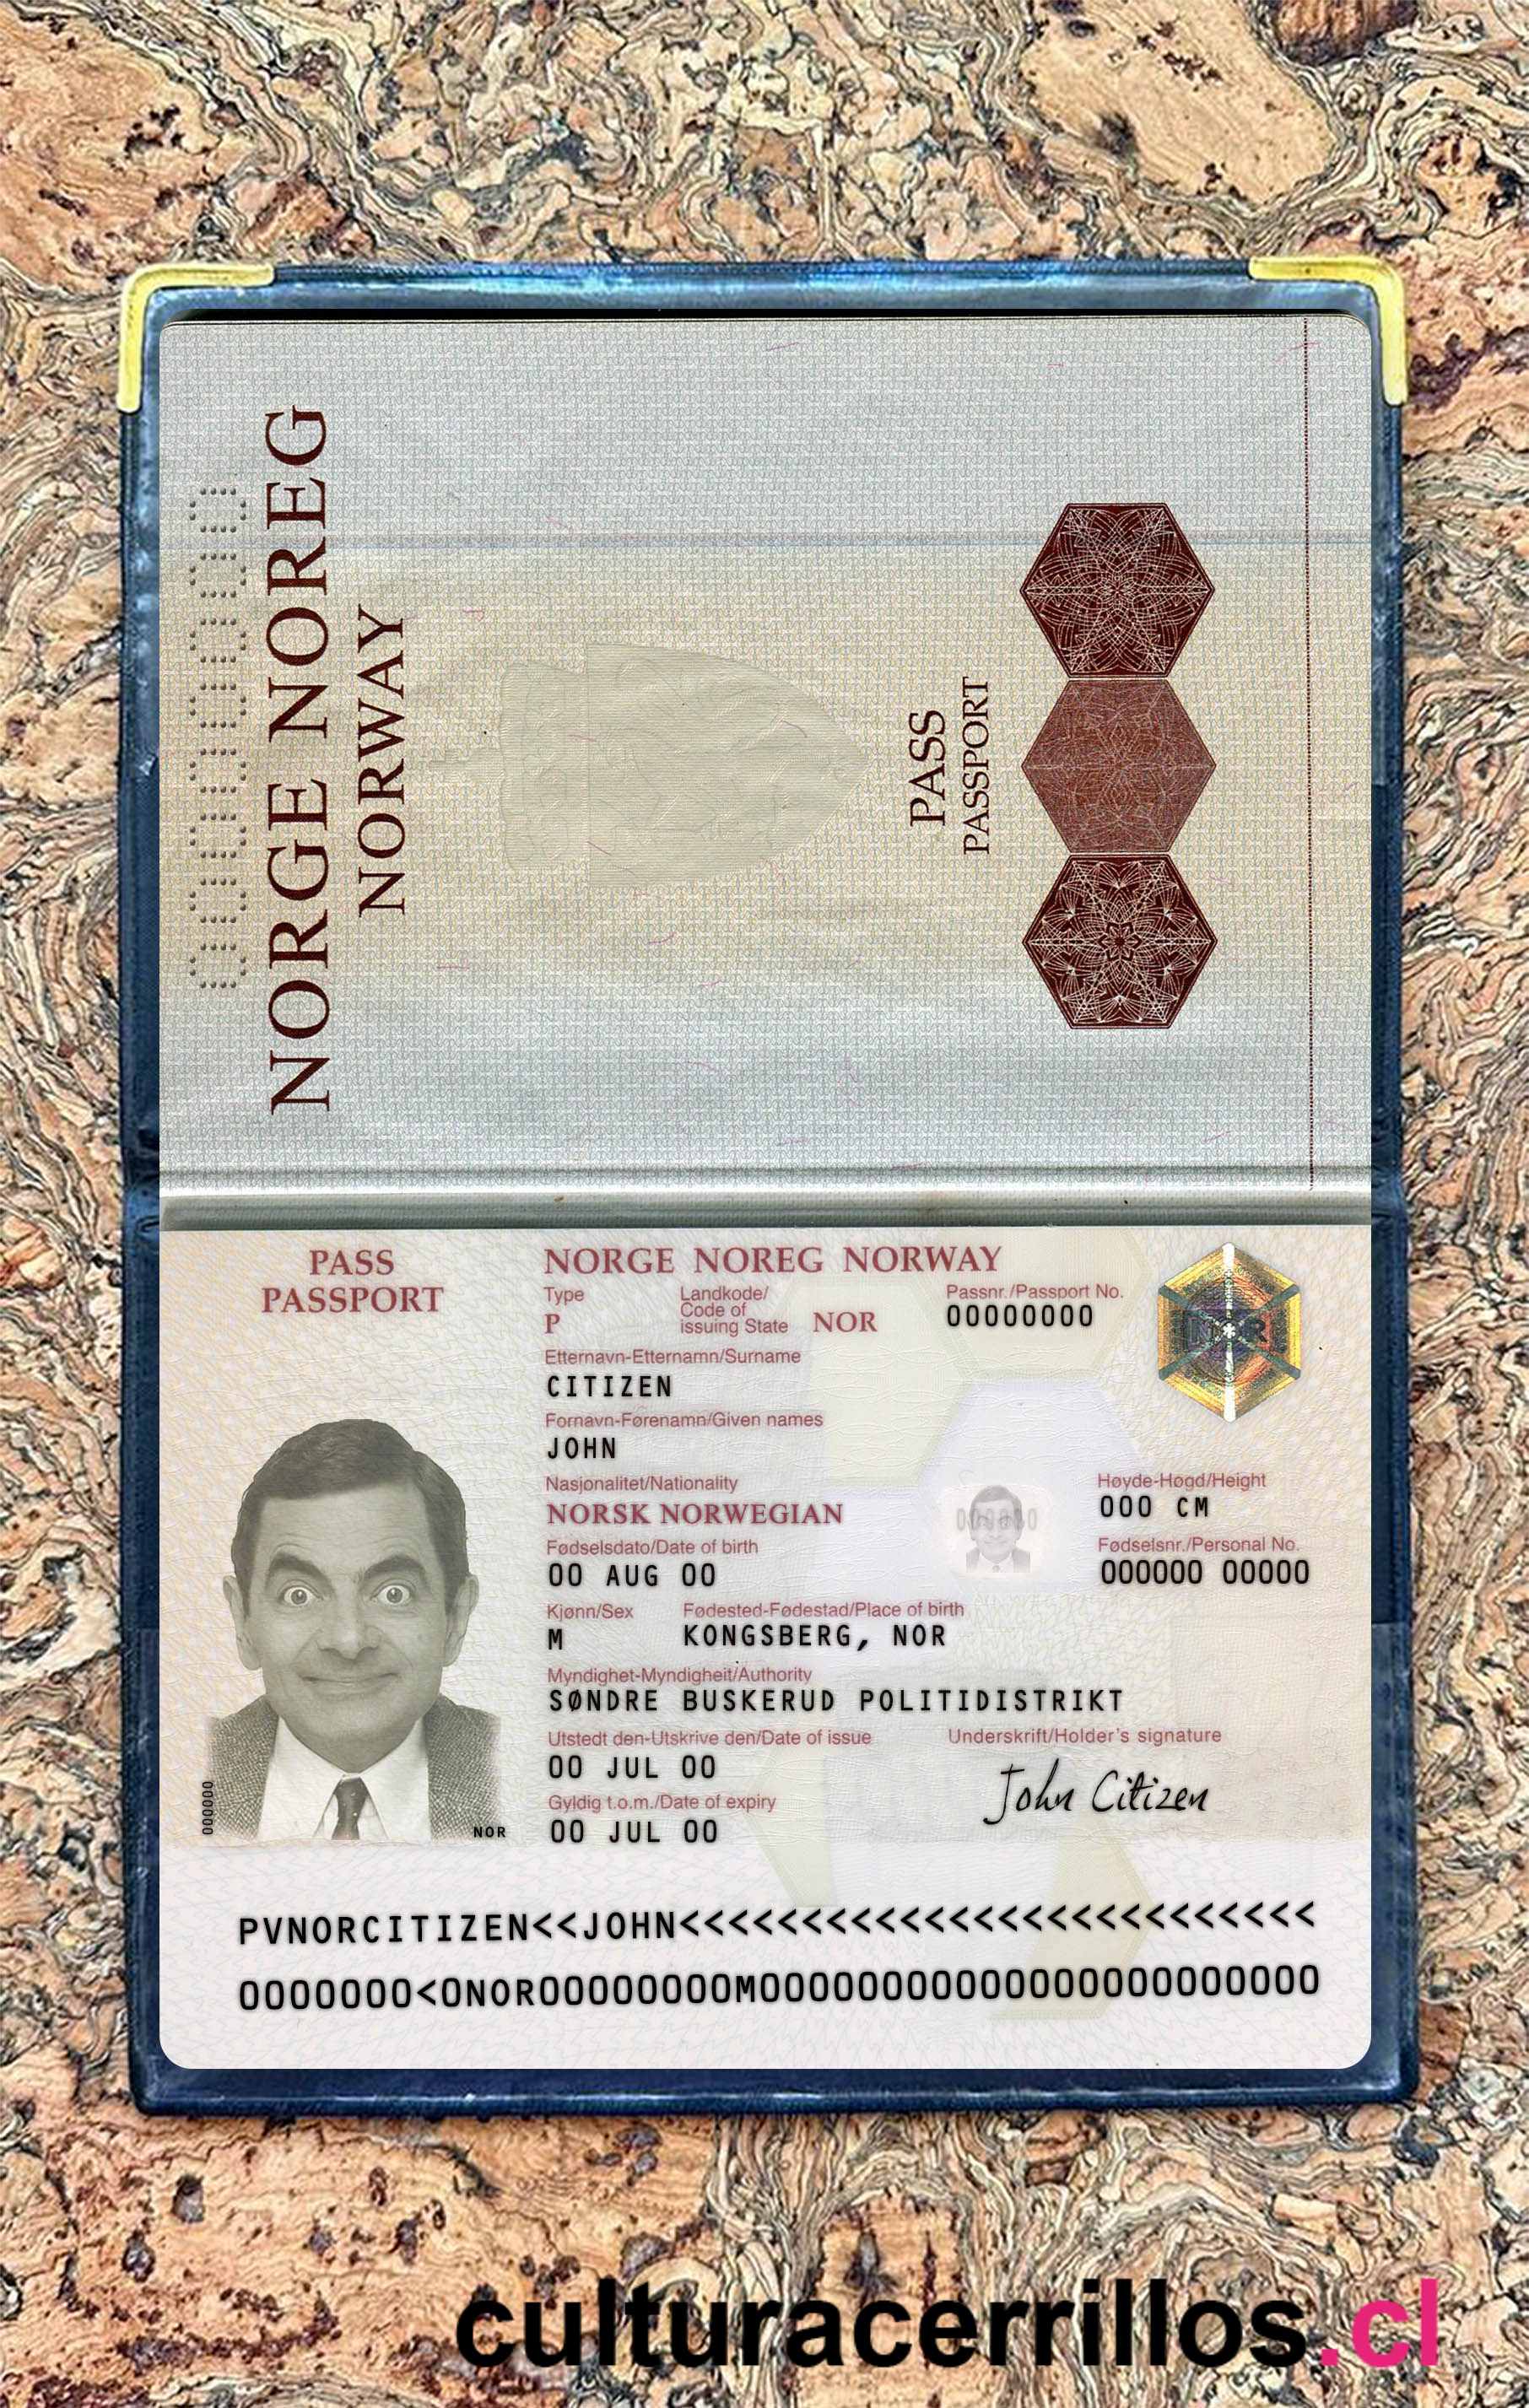 NORGE NOREG
NORWAY
PASS
PASSPORT
PASS
PASSPORT
NORGE NOREG NORWAY
Type
P
Landkode/
Code of
issuing State NOR
Passnr./Passport No.
00000000
Etternavn-Etternamn/Surname
CITIZEN
Fornavn-Førenamn/Given names
JOHN
Nasjonalitet/Nationality
NORSK NORWEGIAN
Høyde-Høgd/Height
000 CM
Fødselsdato/Date of birth
00 AUG 00
Fødselsnr./Personal No.
000000 00000
Kjønn/Sex
M
Fødested-Fødestad/Place of birth
KONGSBERG, NOR
Myndighet-Myndigheit/Authority
SØNDRE BUSKERUD POLITIDISTRIKT
Utstedt den-Utskrive den/Date of issue
00 JUL 00
Underskrift/Holder's signature
John Citizen
Gyldig t.o.m./Date of expiry
00 JUL 00
000000
NOR
PVNORCITIZEN<<JOHN<<<<<<<<<<<<<<<<<<<<<<<<<<<
0000000<0NOR00000000M000000000000000000000000
culturacerrillos.cl